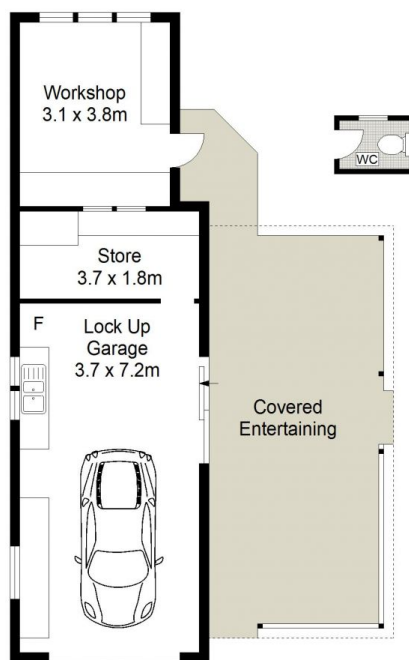 Workshop
3.1 x 3.8m
WC
Store
3.7 x 1.8m
F
Lock Up
Garage
3.7 x 7.2m
Covered
Entertaining